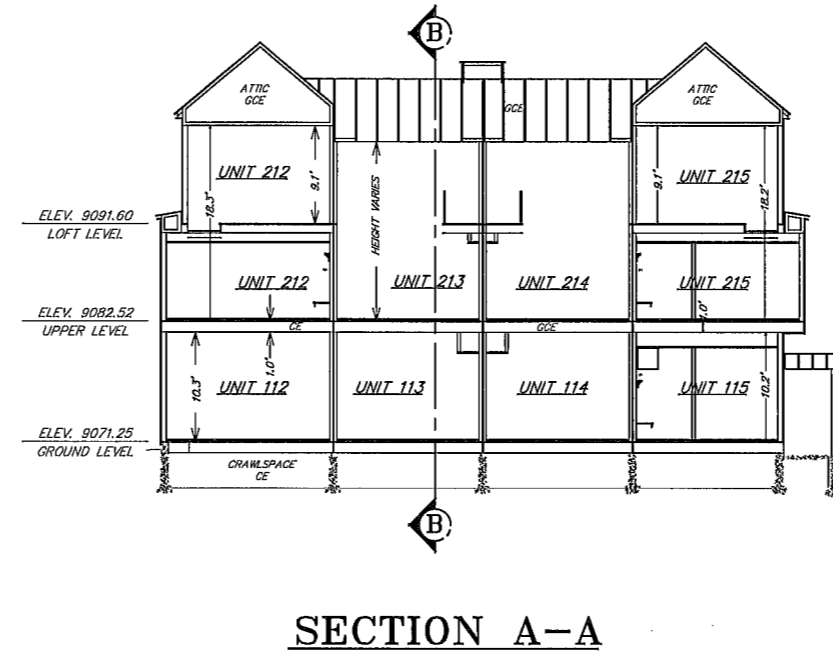 B
ATTIC
GCE
GCE
ATTIC
GCE
UNIT 212
9.1'
18.3'
HEIGHT VARIES
9.1'
UNIT 215
18.2'
ELEV. 9091.60
LOFT LEVEL
UNIT 212
UNIT 213
UNIT 214
UNIT 215
ELEV. 9082.52
UPPER LEVEL
CE
GCE
1.0'
10.3'
1.0'
UNIT 112
UNIT 113
UNIT 114
UNIT 115
10.2'
ELEV. 9071.25
GROUND LEVEL
CRAWLSPACE
CE
B
SECTION A-A